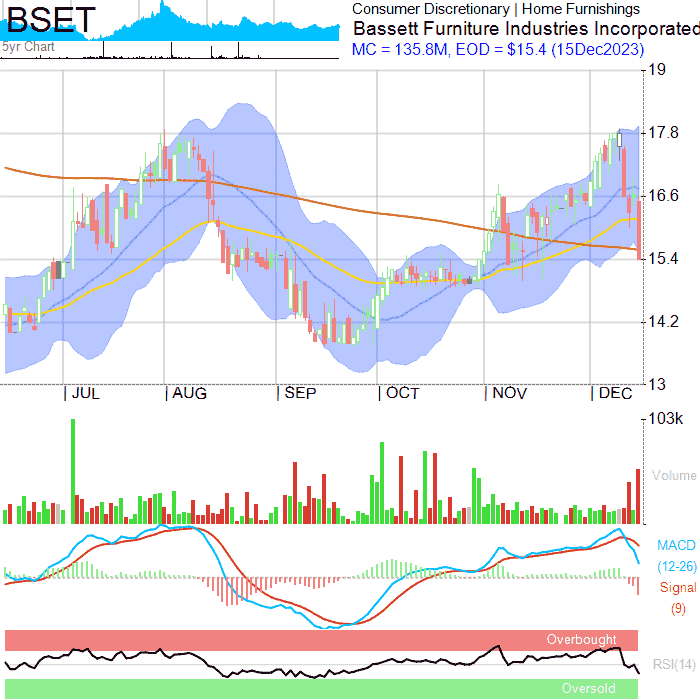 BSET
5yr Chart
Consumer Discretionary | Home Furnishings
Bassett Furniture Industries Incorporated
MC = 135.8M, EOD = $15.4 (15Dec2023)
19
17.8
16.6
15.4
14.2
13
JUL AUG SEP OCT NOV DEC
103k
Volume
MACD
(12-26)
Signal
(9)
Overbought
RSI(14)
Oversold